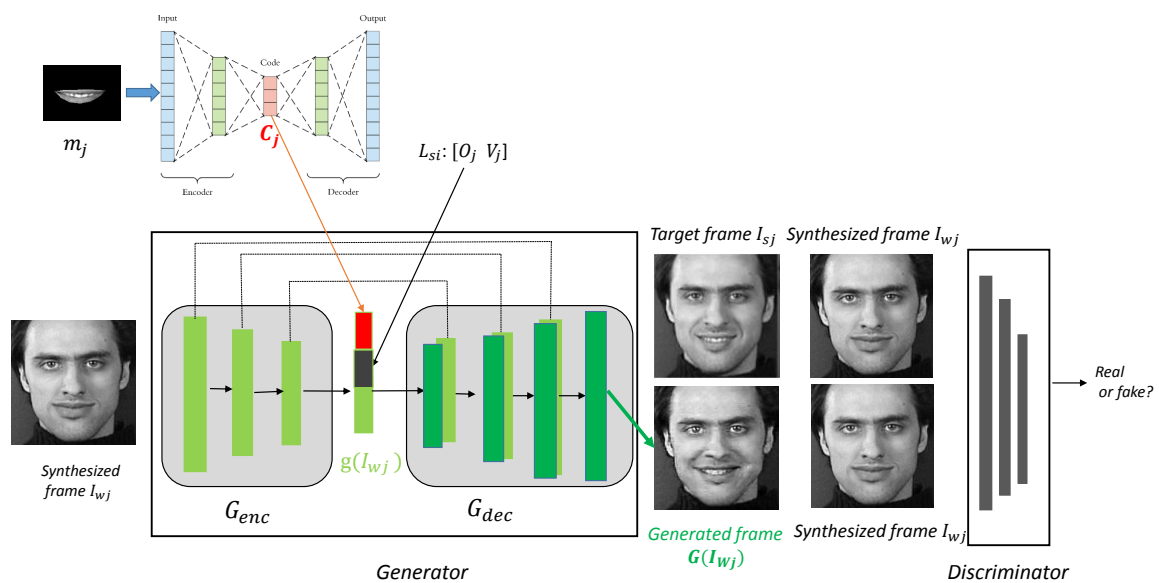 Input
Output
Code
m_j
C_j
Encoder
Decoder
L_si: [O_j V_j]
Target frame I_sj
Synthesized frame I_wj
Synthesized
frame I_wj
g(I_wj)
G_enc
G_dec
Real
or fake?
Generated frame
G(I_Wj)
Synthesized frame I_wj
Generator
Discriminator